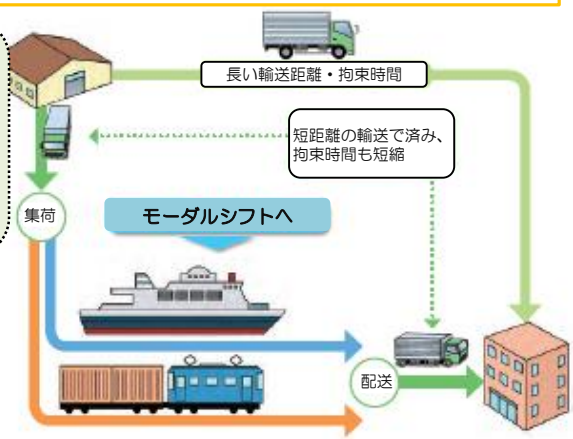 長い輸送距離・拘束時間
短距離の輸送で済み、
拘束時間も短縮
集荷
モーダルシフトへ
配送